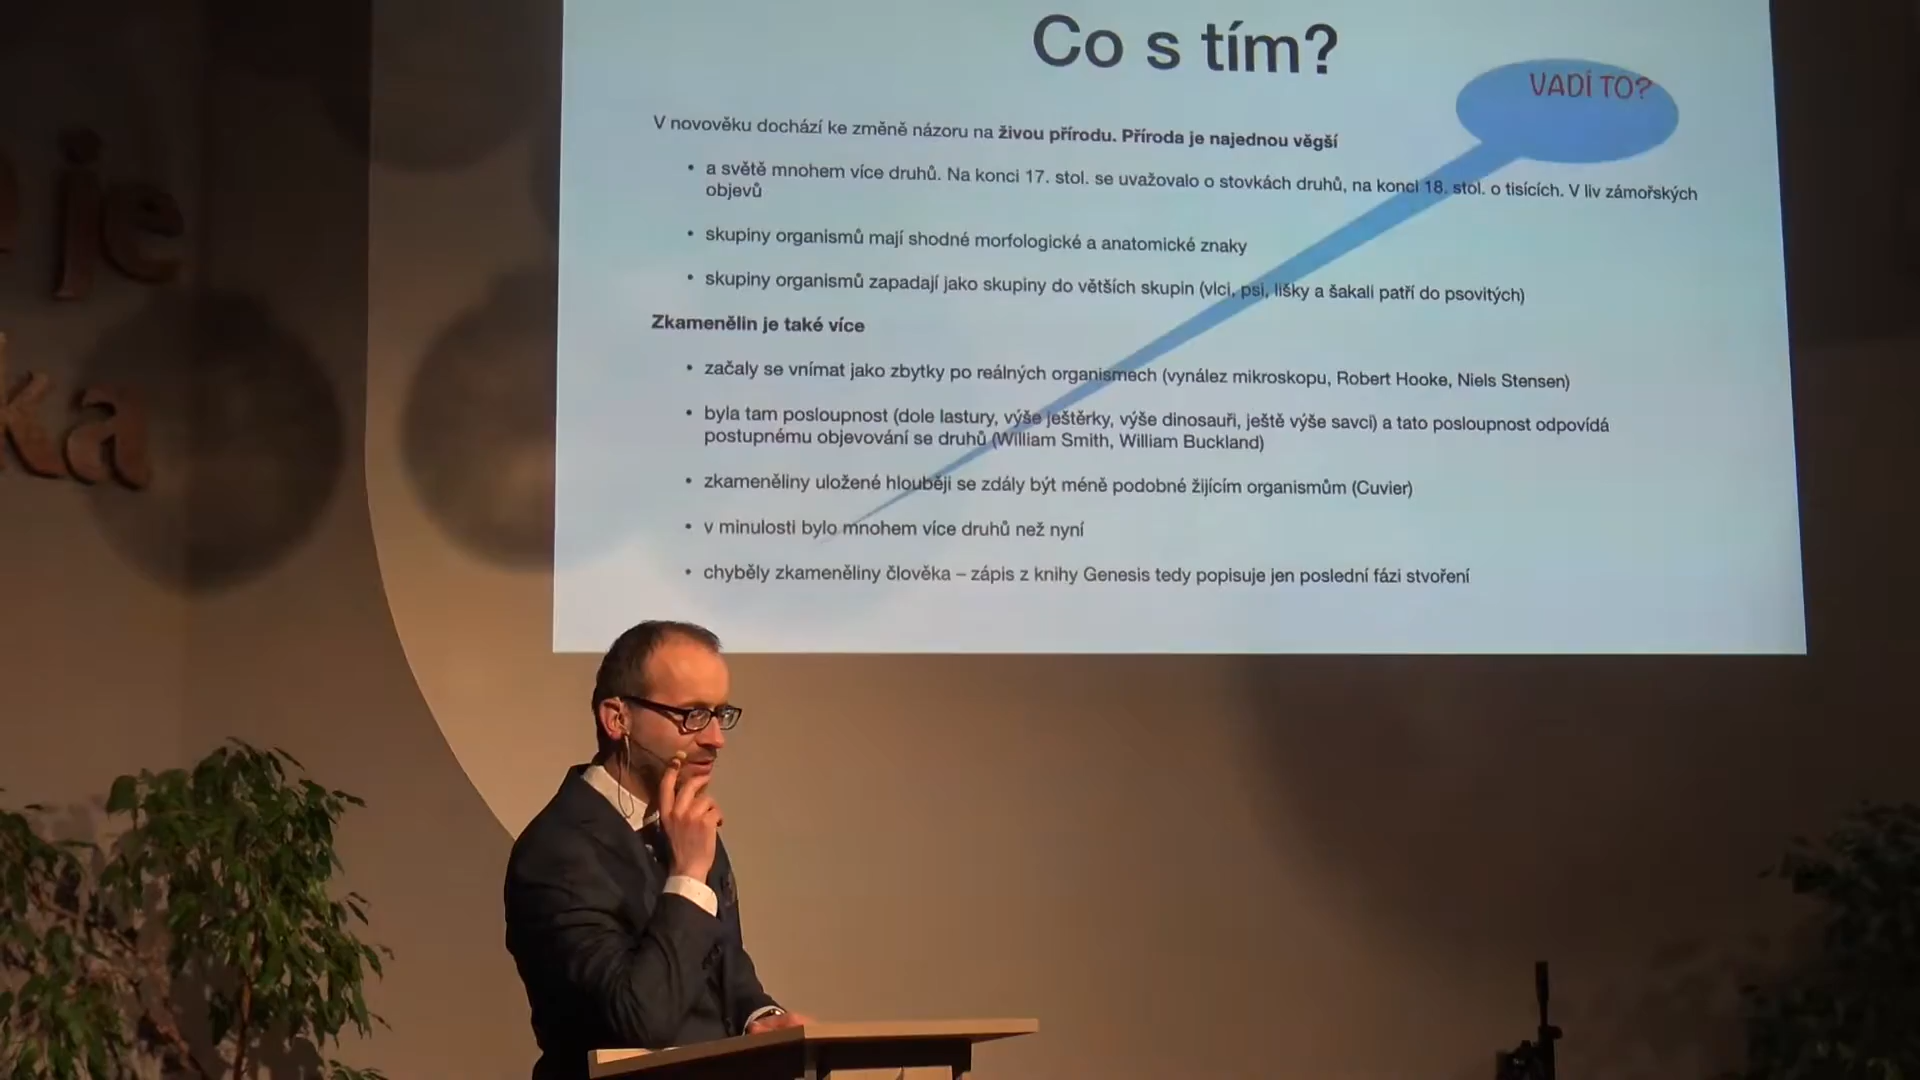 Co s tím?
VADÍ TO?
V novověku dochází ke změně názoru na živou přírodu. Příroda je najednou věgší
• a světě mnohem více druhů. Na konci 17. stol. se uvažovalo o stovkách druhů, na konci 18. stol. o tisících. V liv zámořských
objevů
• skupiny organismů mají shodné morfologické a anatomické znaky
• skupiny organismů zapadají jako skupiny do větších skupin (vlci, psi, lišky a šakali patří do psovitých)
Zkamenělin je také více
• začaly se vnímat jako zbytky po reálných organismech (vynález mikroskopu, Robert Hooke, Niels Stensen)
• byla tam posloupnost (dole lastury, výše ještěrky, výše dinosauři, ještě výše savci) a tato posloupnost odpovídá
postupnému objevování se druhů (William Smith, William Buckland)
• zkameněliny uložené hlouběji se zdály být méně podobné žijícím organismům (Cuvier)
• v minulosti bylo mnohem více druhů než nyní
• chyběly zkameněliny člověka – zápis z knihy Genesis tedy popisuje jen poslední fázi stvoření
je
ka